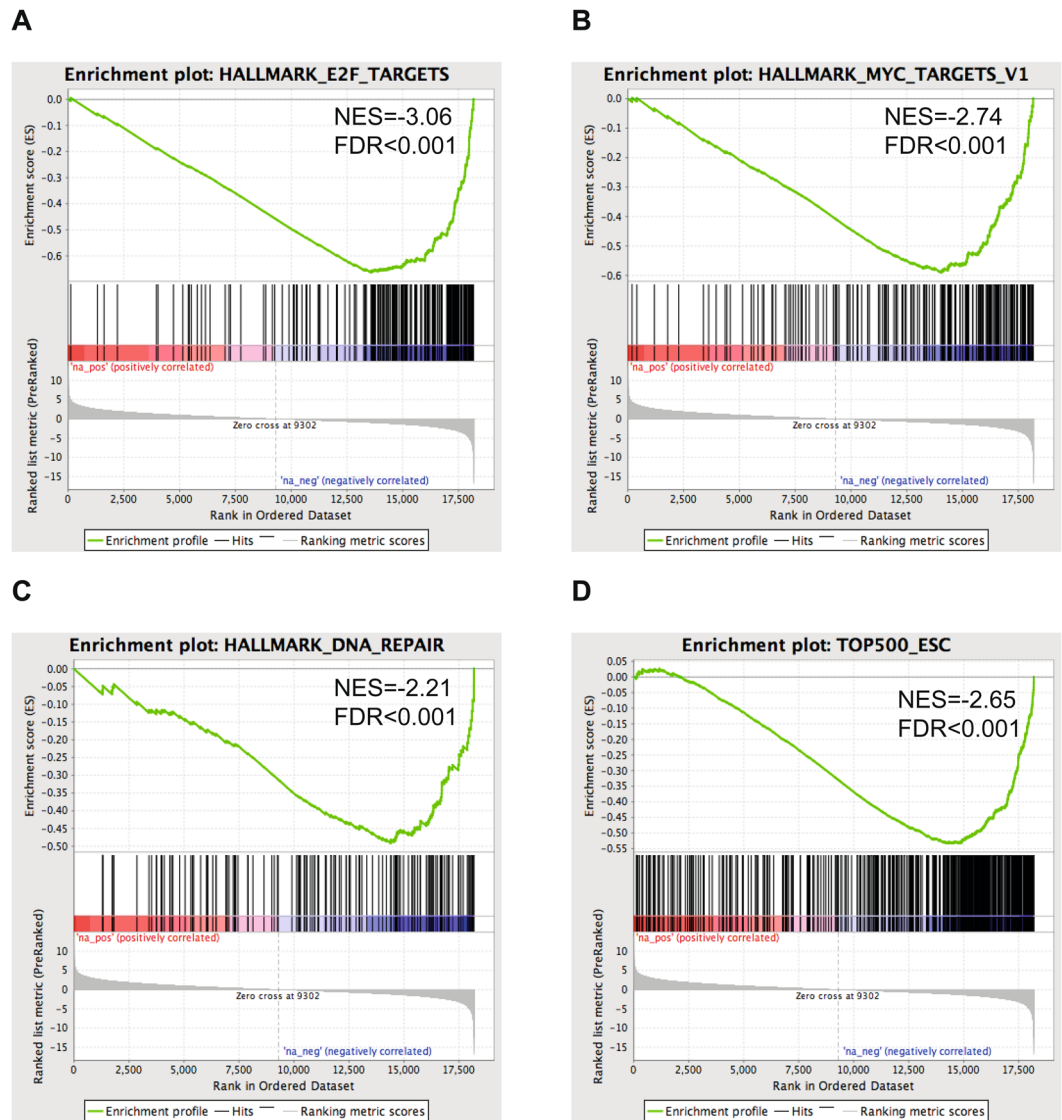 A
Enrichment plot: HALLMARK_E2F_TARGETS
NES=-3.06
FDR<0.001
Enrichment score (ES)
0.0
-0.1
-0.2
-0.3
-0.4
-0.5
-0.6
'na_pos' (positively correlated)
Ranked list metric (PreRanked)
10
5
0
-5
-10
-15
Zero cross at 9302
'na_neg' (negatively correlated)
0 2,500 5,000 7,500 10,000 12,500 15,000 17,500
Rank in Ordered Dataset
Enrichment profile Hits Ranking metric scores
B
Enrichment plot: HALLMARK_MYC_TARGETS_V1
NES=-2.74
FDR<0.001
Enrichment score (ES)
0.0
-0.1
-0.2
-0.3
-0.4
-0.5
-0.6
'na_pos' (positively correlated)
Ranked list metric (PreRanked)
10
5
0
-5
-10
-15
Zero cross at 9302
'na_neg' (negatively correlated)
0 2,500 5,000 7,500 10,000 12,500 15,000 17,500
Rank in Ordered Dataset
Enrichment profile Hits Ranking metric scores
C
Enrichment plot: HALLMARK_DNA_REPAIR
NES=-2.21
FDR<0.001
Enrichment score (ES)
0.00
-0.05
-0.10
-0.15
-0.20
-0.25
-0.30
-0.35
-0.40
-0.45
-0.50
'na_pos' (positively correlated)
Ranked list metric (PreRanked)
10
5
0
-5
-10
-15
Zero cross at 9302
'na_neg' (negatively correlated)
0 2,500 5,000 7,500 10,000 12,500 15,000 17,500
Rank in Ordered Dataset
Enrichment profile Hits Ranking metric scores
D
Enrichment plot: TOP500_ESC
NES=-2.65
FDR<0.001
Enrichment score (ES)
0.05
0.00
-0.05
-0.10
-0.15
-0.20
-0.25
-0.30
-0.35
-0.40
-0.45
-0.50
-0.55
'na_pos' (positively correlated)
Ranked list metric (PreRanked)
10
5
0
-5
-10
-15
Zero cross at 9302
'na_neg' (negatively correlated)
0 2,500 5,000 7,500 10,000 12,500 15,000 17,500
Rank in Ordered Dataset
Enrichment profile Hits Ranking metric scores